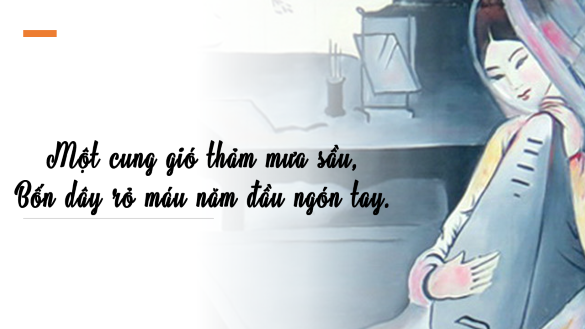 Một cung gió thảm mưa sầu,
Bốn dây rỏ máu năm đầu ngón tay.